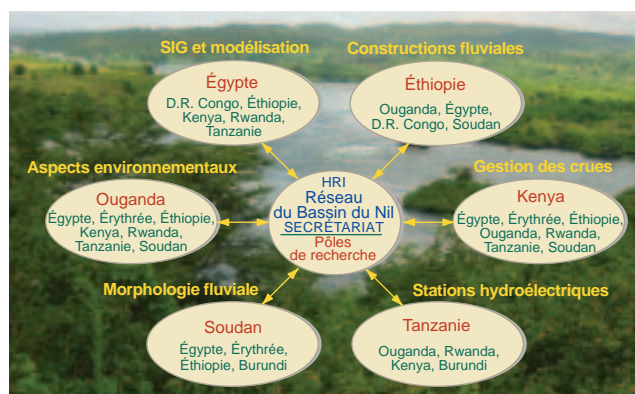 SIG et modélisation
Égypte
D.R. Congo, Éthiopie,
Kenya, Rwanda,
Tanzanie
Constructions fluviales
Éthiopie
Ouganda, Égypte,
D.R. Congo, Soudan
Aspects environnementaux
Ouganda
Égypte, Érythrée, Éthiopie,
Kenya, Rwanda,
Tanzanie, Soudan
HRI
Réseau
du Bassin du Nil
SECRÉTARIAT
Pôles
de recherche
Gestion des crues
Kenya
Égypte, Érythrée, Éthiopie,
Ouganda, Rwanda,
Tanzanie, Soudan
Morphologie fluviale
Soudan
Égypte, Érythrée,
Éthiopie, Burundi
Stations hydroélectriques
Tanzanie
Ouganda, Rwanda,
Kenya, Burundi